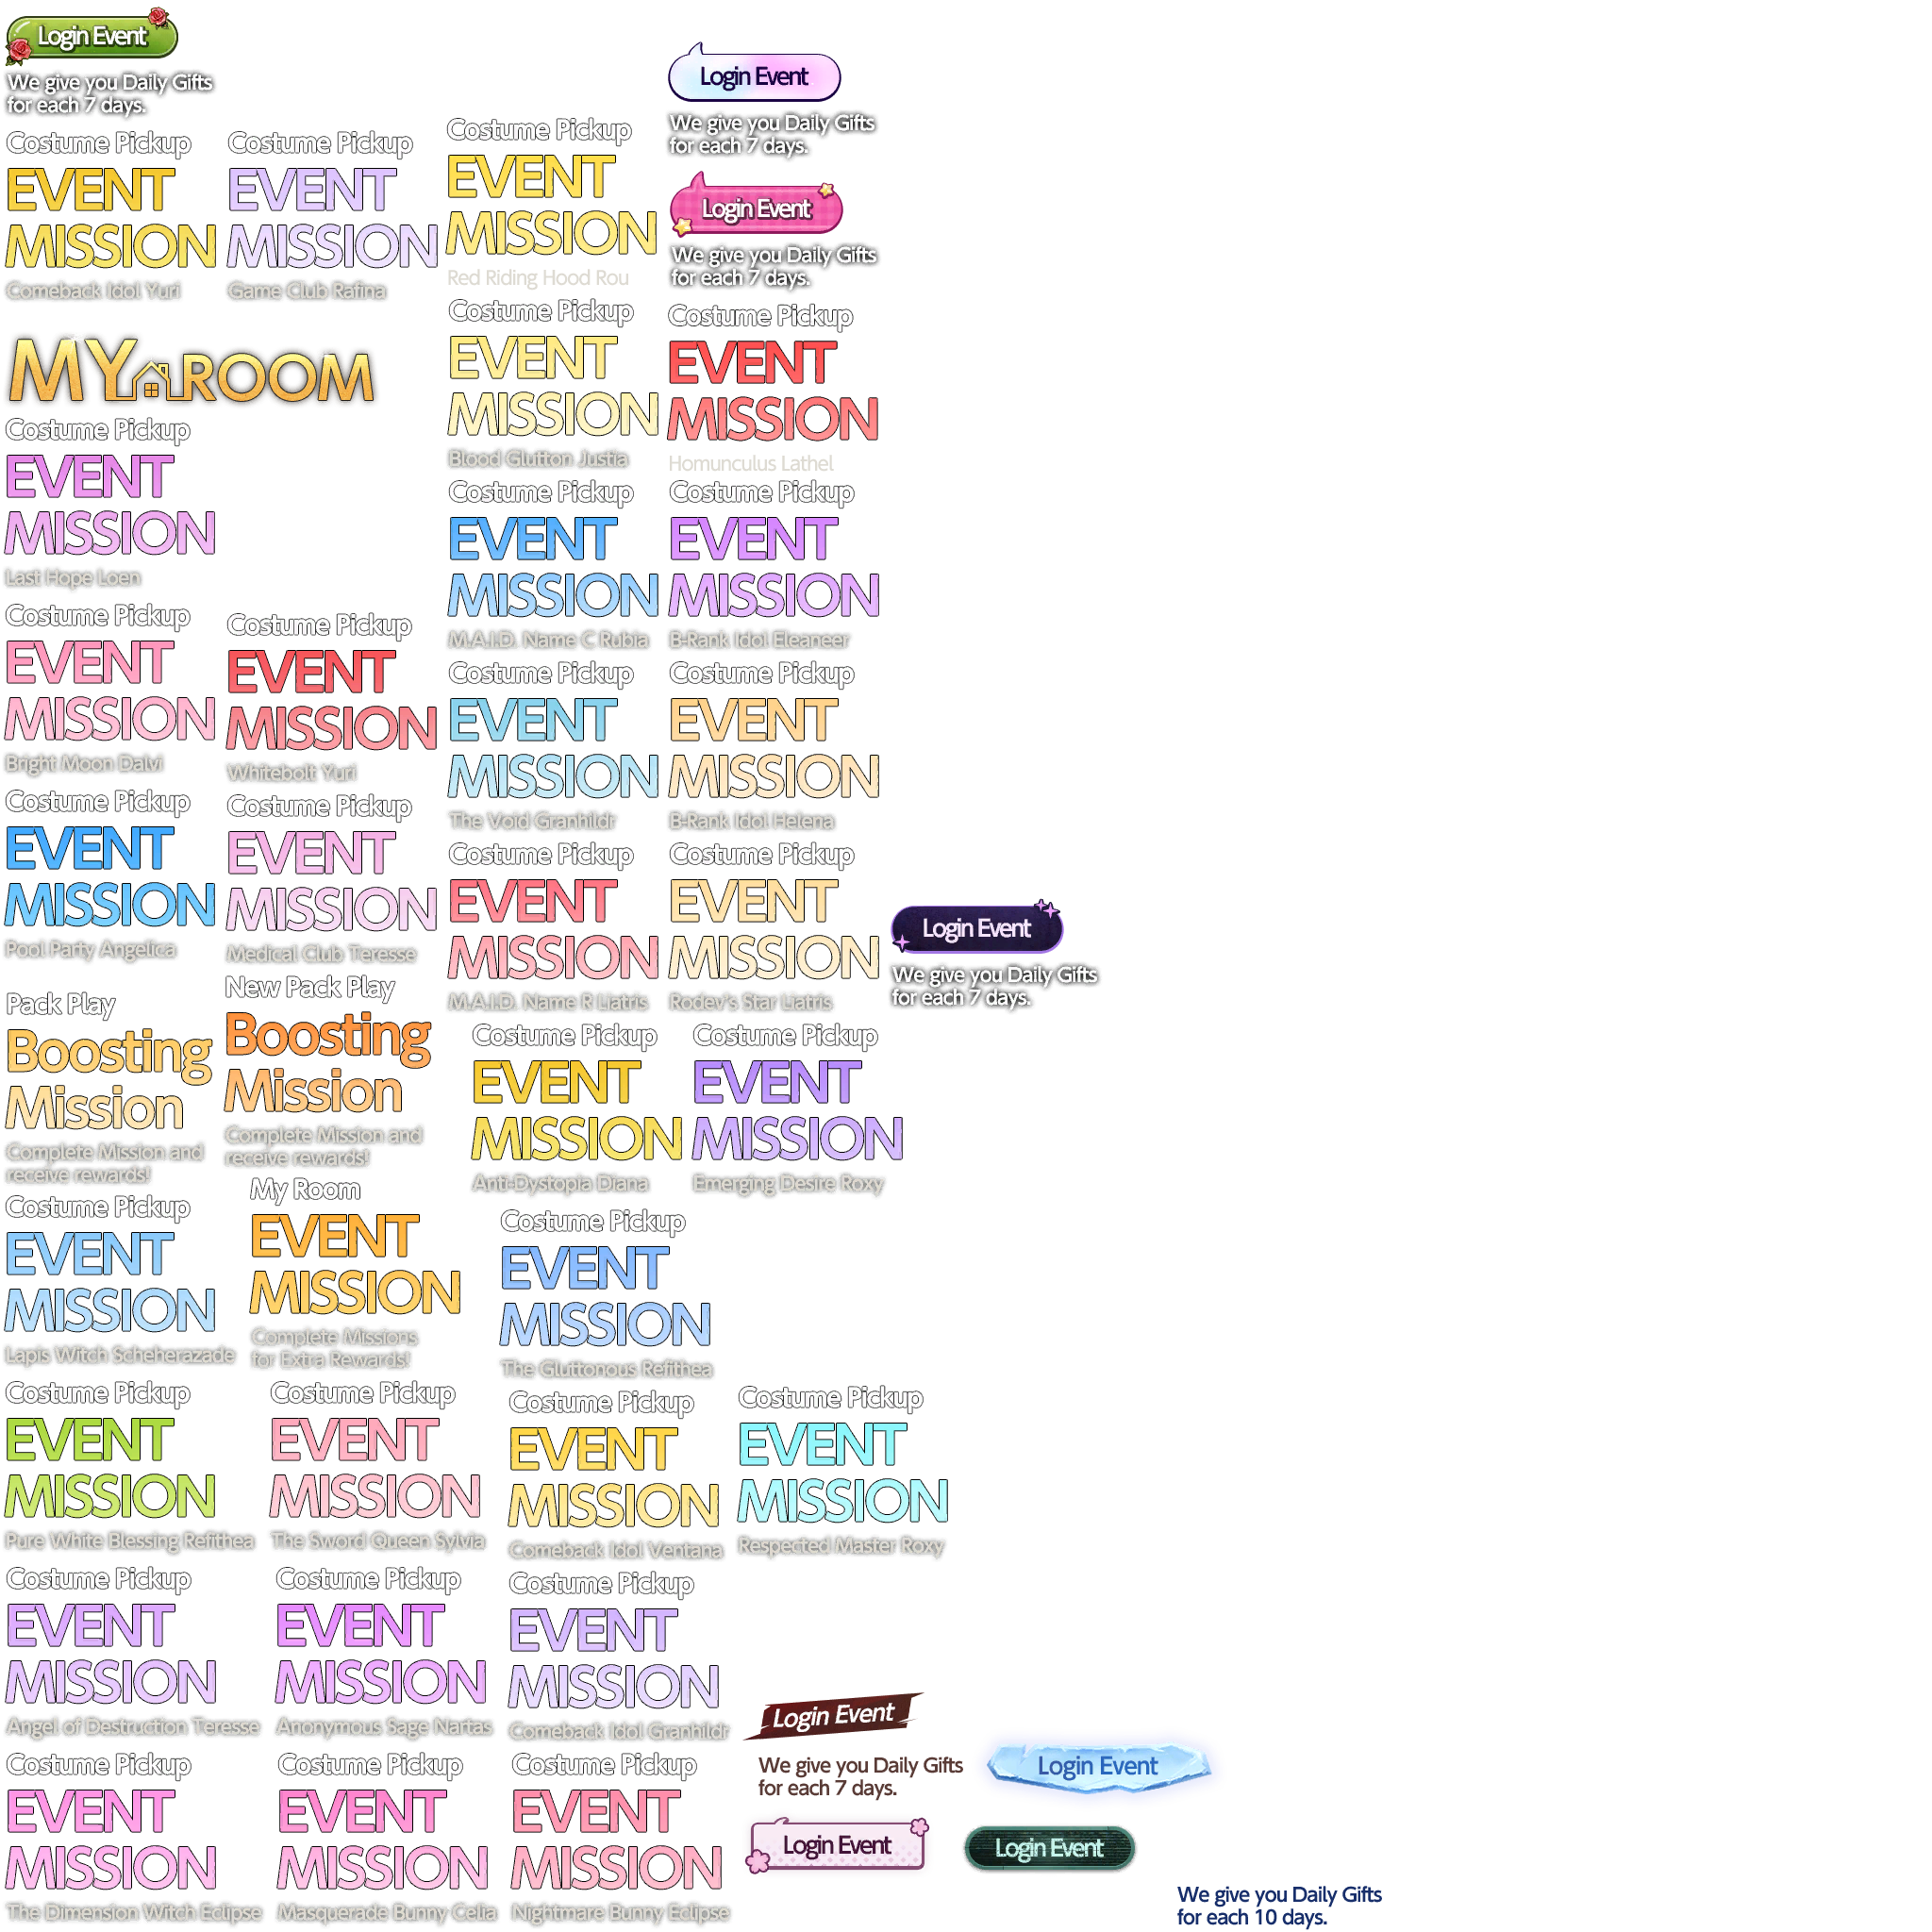 Login Event
We give you Daily Gifts
for each 7 days.
Login Event
We give you Daily Gifts
for each 7 days.
Costume Pickup
EVENT
MISSION
Comeback Idol Yuri
Costume Pickup
EVENT
MISSION
Game Club Rafina
Costume Pickup
EVENT
MISSION
Red Riding Hood Rou
Login Event
We give you Daily Gifts
for each 7 days.
MY ROOM
Costume Pickup
EVENT
MISSION
Blood Glutton Justia
Costume Pickup
EVENT
MISSION
Homunculus Lathel
Costume Pickup
EVENT
MISSION
Last Hope Loen
Costume Pickup
EVENT
MISSION
M.A.I.D. Name C Rubia
Costume Pickup
EVENT
MISSION
B-Rank Idol Eleaneer
Costume Pickup
EVENT
MISSION
Bright Moon Dalvi
Costume Pickup
EVENT
MISSION
Whitebolt Yuri
Costume Pickup
EVENT
MISSION
The Void Granhildr
Costume Pickup
EVENT
MISSION
B-Rank Idol Helena
Costume Pickup
EVENT
MISSION
Pool Party Angelica
Costume Pickup
EVENT
MISSION
Medical Club Teresse
Costume Pickup
EVENT
MISSION
M.A.I.D. Name R Liatris
Costume Pickup
EVENT
MISSION
Rodev's Star Liatris
Login Event
We give you Daily Gifts
for each 7 days.
Pack Play
Boosting
Mission
Complete Mission and
receive rewards!
New Pack Play
Boosting
Mission
Complete Mission and
receive rewards!
Costume Pickup
EVENT
MISSION
Anti-Dystopia Diana
Costume Pickup
EVENT
MISSION
Emerging Desire Roxy
Costume Pickup
EVENT
MISSION
Lapis Witch Scheherazade
My Room
EVENT
MISSION
Complete Missions
for Extra Rewards!
Costume Pickup
EVENT
MISSION
The Gluttonous Refithea
Costume Pickup
EVENT
MISSION
Pure White Blessing Refithea
Costume Pickup
EVENT
MISSION
The Sword Queen Sylvia
Costume Pickup
EVENT
MISSION
Comeback Idol Ventana
Costume Pickup
EVENT
MISSION
Respected Master Roxy
Costume Pickup
EVENT
MISSION
Angel of Destruction Teresse
Costume Pickup
EVENT
MISSION
Anonymous Sage Nartas
Costume Pickup
EVENT
MISSION
Comeback Idol Granhildr
Login Event
We give you Daily Gifts
for each 7 days.
Login Event
Costume Pickup
EVENT
MISSION
The Dimension Witch Eclipse
Costume Pickup
EVENT
MISSION
Masquerade Bunny Celia
Costume Pickup
EVENT
MISSION
Nightmare Bunny Eclipse
Login Event
Login Event
We give you Daily Gifts
for each 10 days.